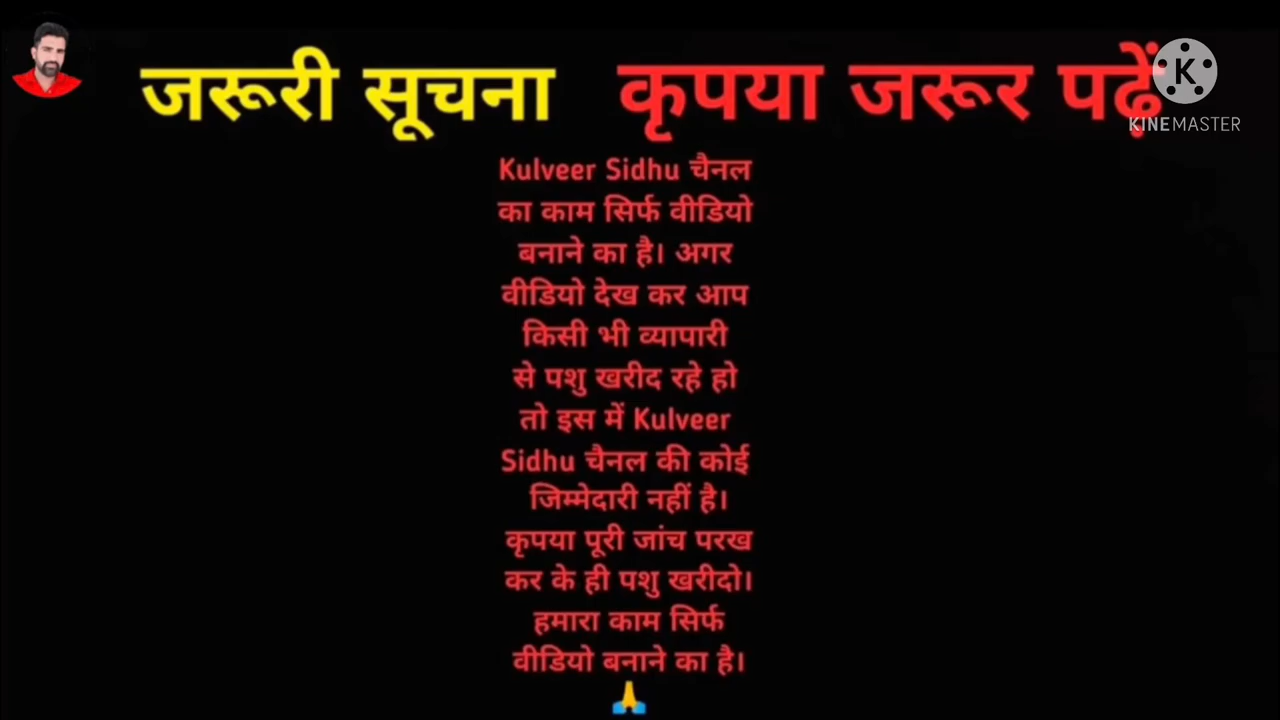 जरूरी सूचना कृपया जरूर पढ़ें
KINEMASTER
Kulveer Sidhu चैनल
का काम सिर्फ वीडियो
बनाने का है। अगर
वीडियो देख कर आप
किसी भी व्यापारी
से पशु खरीद रहे हो
तो इस में Kulveer
Sidhu चैनल की कोई
जिम्मेदारी नहीं है।
कृपया पूरी जांच परख
कर के ही पशु खरीदो।
हमारा काम सिर्फ
वीडियो बनाने का है।
🙏